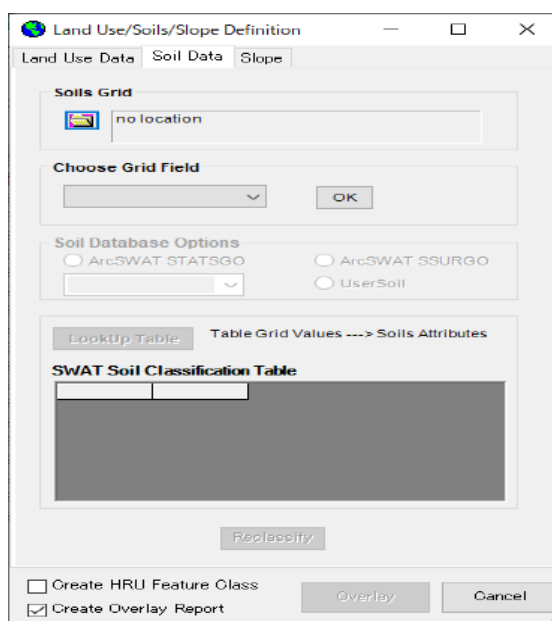 Land Use/Soils/Slope Definition
Land Use Data Soil Data Slope
Soils Grid
no location
Choose Grid Field
OK
Soil Database Options
ArcSWAT STATSGO ArcSWAT SSURGO
UserSoil
LookUp Table Table Grid Values ---> Soils Attributes
SWAT Soil Classification Table
Reclassify
Create HRU Feature Class
Overlay Cancel
Create Overlay Report